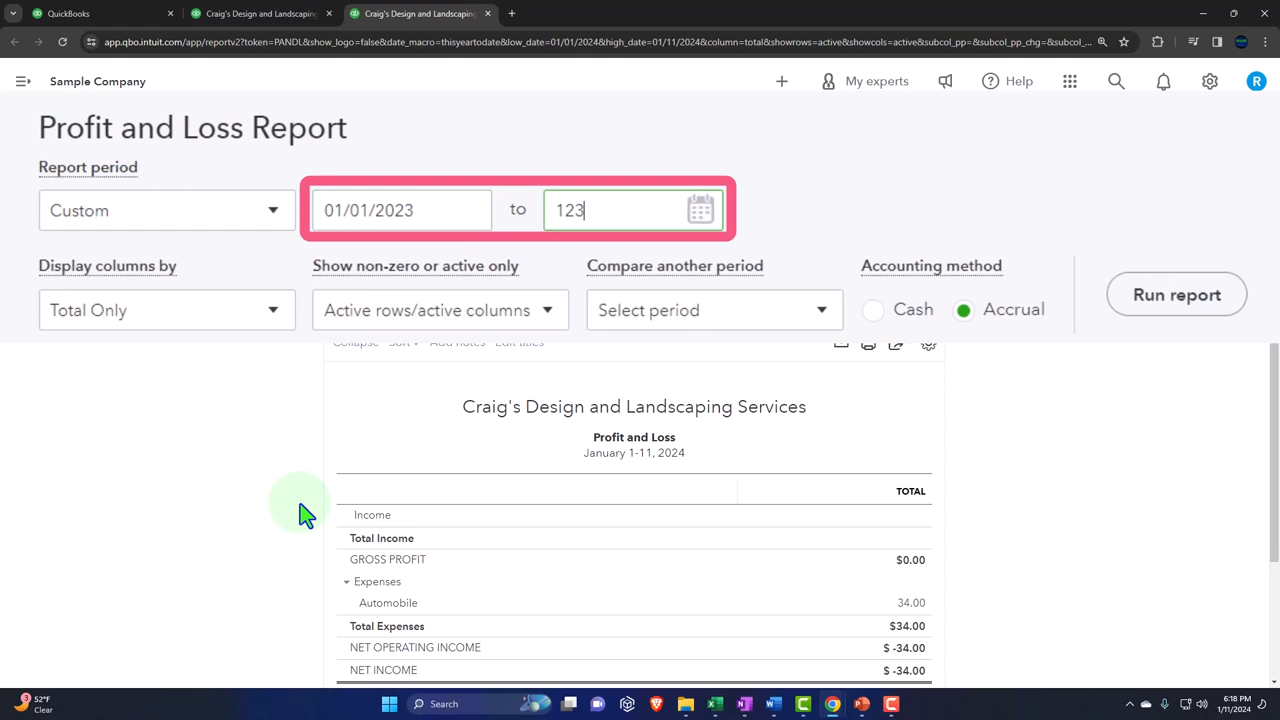 QuickBooks
Craig's Design and Landscaping
Craig's Design and Landscaping
app.qbo.intuit.com/app/reportv2?token=PANDL&show_logo=false&date_macro=thisyeartodate&low_date=01/01/2024&high_date=01/11/2024&column=total&showrows=active&showcols=active&subcol_pp=&subcol_pp_chg=&subcol_...
Sample Company
My experts
Help
R
Profit and Loss Report
Report period
Custom
01/01/2023 to 123
Display columns by
Show non-zero or active only
Compare another period
Accounting method
Total Only
Active rows/active columns
Select period
Cash
Accrual
Run report
Collapse Sort Add notes Edit titles
Craig's Design and Landscaping Services
Profit and Loss
January 1-11, 2024
TOTAL
Income
Total Income
GROSS PROFIT $0.00
Expenses
Automobile 34.00
Total Expenses $34.00
NET OPERATING INCOME $ -34.00
NET INCOME $ -34.00
3
52°F
Clear
Search
6:18 PM
1/11/2024